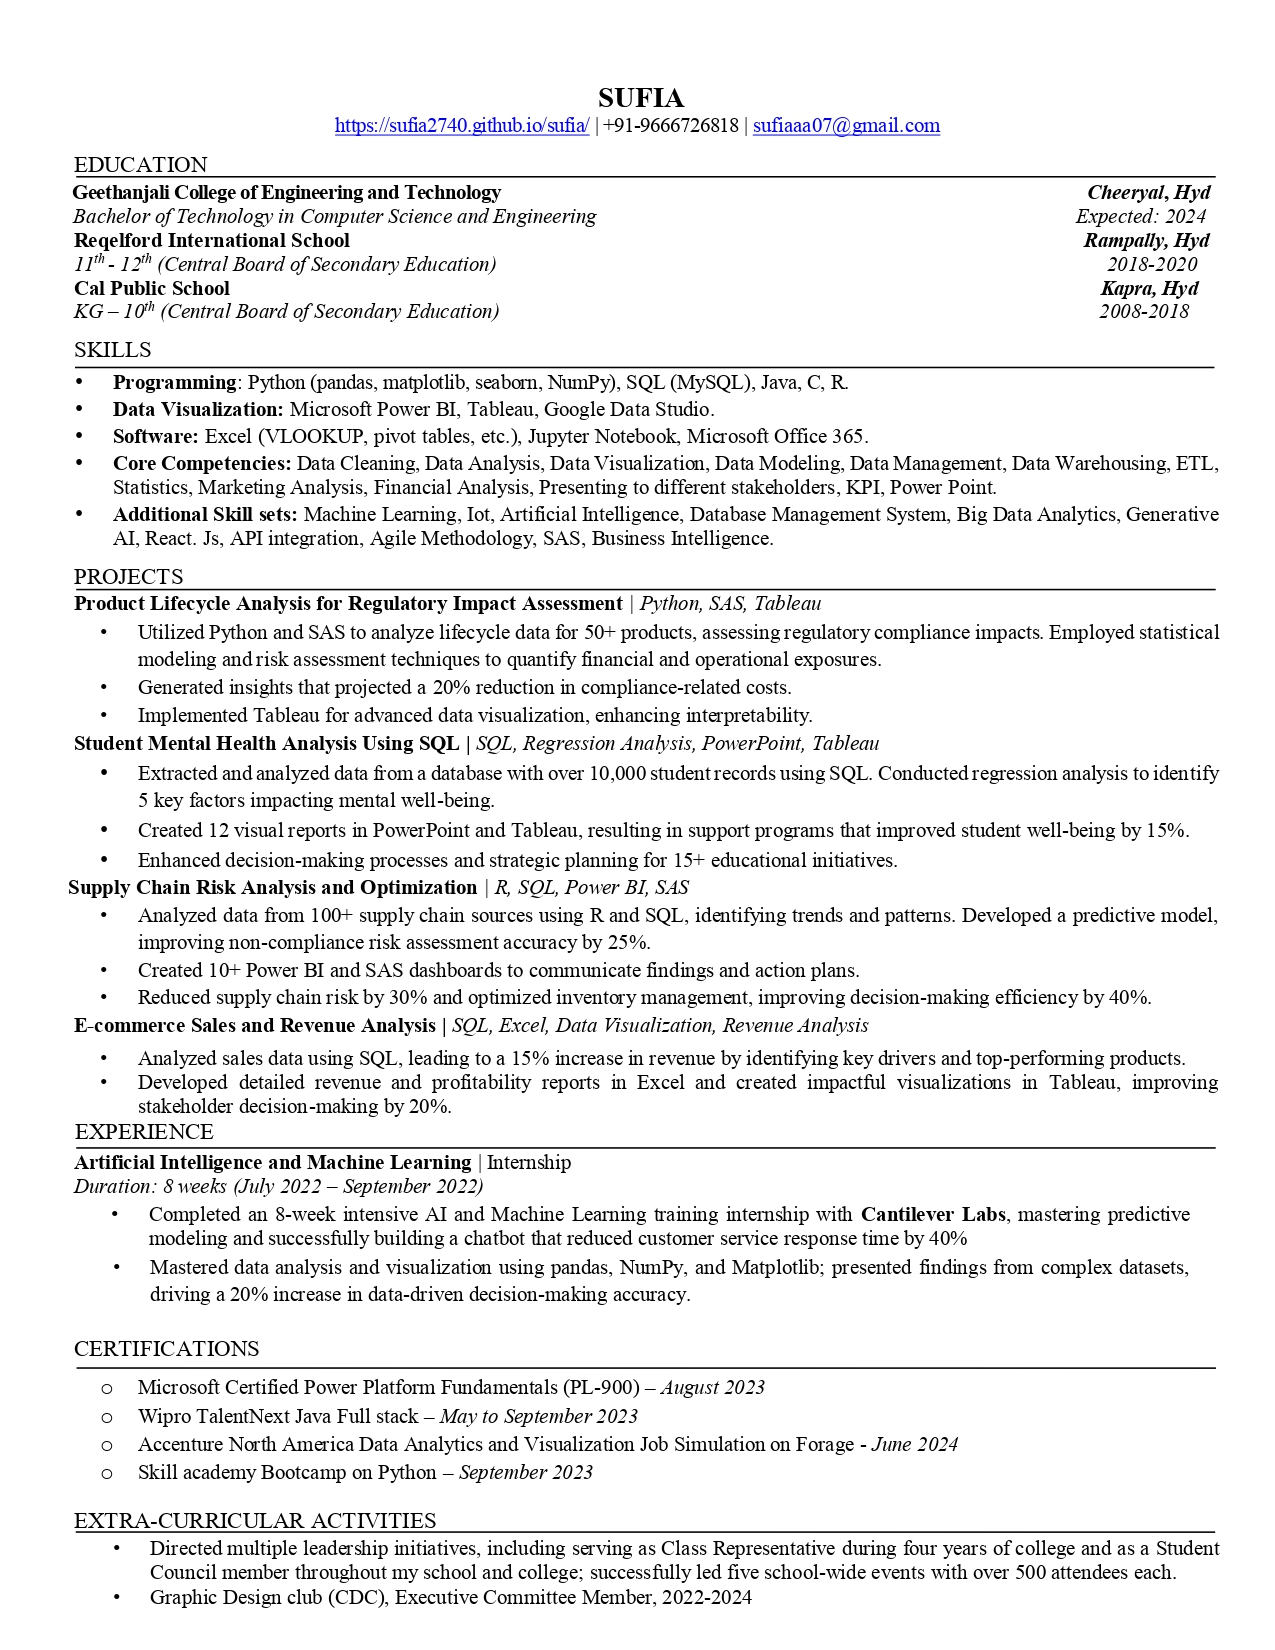 SUFIA
https://sufia2740.github.io/sufia/ | +91-9666726818 | sufiaaa07@gmail.com
EDUCATION
Geethanjali College of Engineering and Technology Cheeryal, Hyd
Bachelor of Technology in Computer Science and Engineering Expected: 2024
Reqelford International School Rampally, Hyd
11th - 12th (Central Board of Secondary Education) 2018-2020
Cal Public School Kapra, Hyd
KG – 10th (Central Board of Secondary Education) 2008-2018
SKILLS
• Programming: Python (pandas, matplotlib, seaborn, NumPy), SQL (MySQL), Java, C, R.
• Data Visualization: Microsoft Power BI, Tableau, Google Data Studio.
• Software: Excel (VLOOKUP, pivot tables, etc.), Jupyter Notebook, Microsoft Office 365.
• Core Competencies: Data Cleaning, Data Analysis, Data Visualization, Data Modeling, Data Management, Data Warehousing, ETL,
Statistics, Marketing Analysis, Financial Analysis, Presenting to different stakeholders, KPI, Power Point.
• Additional Skill sets: Machine Learning, Iot, Artificial Intelligence, Database Management System, Big Data Analytics, Generative
AI, React. Js, API integration, Agile Methodology, SAS, Business Intelligence.
PROJECTS
Product Lifecycle Analysis for Regulatory Impact Assessment | Python, SAS, Tableau
• Utilized Python and SAS to analyze lifecycle data for 50+ products, assessing regulatory compliance impacts. Employed statistical
modeling and risk assessment techniques to quantify financial and operational exposures.
• Generated insights that projected a 20% reduction in compliance-related costs.
• Implemented Tableau for advanced data visualization, enhancing interpretability.
Student Mental Health Analysis Using SQL | SQL, Regression Analysis, PowerPoint, Tableau
• Extracted and analyzed data from a database with over 10,000 student records using SQL. Conducted regression analysis to identify
5 key factors impacting mental well-being.
• Created 12 visual reports in PowerPoint and Tableau, resulting in support programs that improved student well-being by 15%.
• Enhanced decision-making processes and strategic planning for 15+ educational initiatives.
Supply Chain Risk Analysis and Optimization | R, SQL, Power BI, SAS
• Analyzed data from 100+ supply chain sources using R and SQL, identifying trends and patterns. Developed a predictive model,
improving non-compliance risk assessment accuracy by 25%.
• Created 10+ Power BI and SAS dashboards to communicate findings and action plans.
• Reduced supply chain risk by 30% and optimized inventory management, improving decision-making efficiency by 40%.
E-commerce Sales and Revenue Analysis | SQL, Excel, Data Visualization, Revenue Analysis
• Analyzed sales data using SQL, leading to a 15% increase in revenue by identifying key drivers and top-performing products.
• Developed detailed revenue and profitability reports in Excel and created impactful visualizations in Tableau, improving
stakeholder decision-making by 20%.
EXPERIENCE
Artificial Intelligence and Machine Learning | Internship
Duration: 8 weeks (July 2022 – September 2022)
• Completed an 8-week intensive AI and Machine Learning training internship with Cantilever Labs, mastering predictive
modeling and successfully building a chatbot that reduced customer service response time by 40%
• Mastered data analysis and visualization using pandas, NumPy, and Matplotlib; presented findings from complex datasets,
driving a 20% increase in data-driven decision-making accuracy.
CERTIFICATIONS
o Microsoft Certified Power Platform Fundamentals (PL-900) – August 2023
o Wipro TalentNext Java Full stack – May to September 2023
o Accenture North America Data Analytics and Visualization Job Simulation on Forage - June 2024
o Skill academy Bootcamp on Python – September 2023
EXTRA-CURRICULAR ACTIVITIES
• Directed multiple leadership initiatives, including serving as Class Representative during four years of college and as a Student
Council member throughout my school and college; successfully led five school-wide events with over 500 attendees each.
• Graphic Design club (CDC), Executive Committee Member, 2022-2024